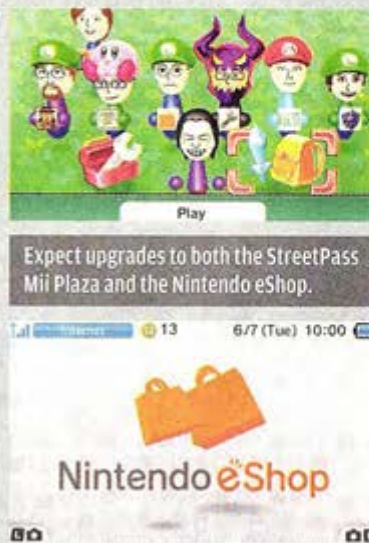 Play
Expect upgrades to both the StreetPass
Mii Plaza and the Nintendo eShop.
Internet 13 6/7 (Tue) 10:00
Nintendo eShop
L R